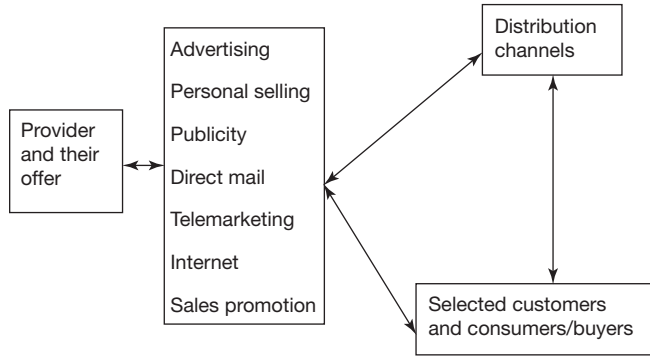 Provider
and their
offer
Advertising
Personal selling
Publicity
Direct mail
Telemarketing
Internet
Sales promotion
Distribution
channels
Selected customers
and consumers/buyers